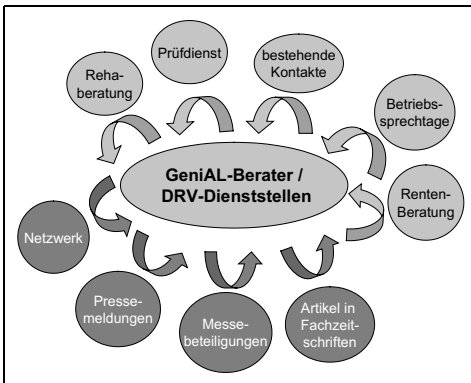 Prüfdienst
bestehende
Kontakte
Reha-
beratung
Betriebs-
sprechtage
GeniAL-Berater /
DRV-Dienststellen
Renten-
Beratung
Netzwerk
Presse-
meldungen
Messe-
beteiligungen
Artikel in
Fachzeit-
schriften